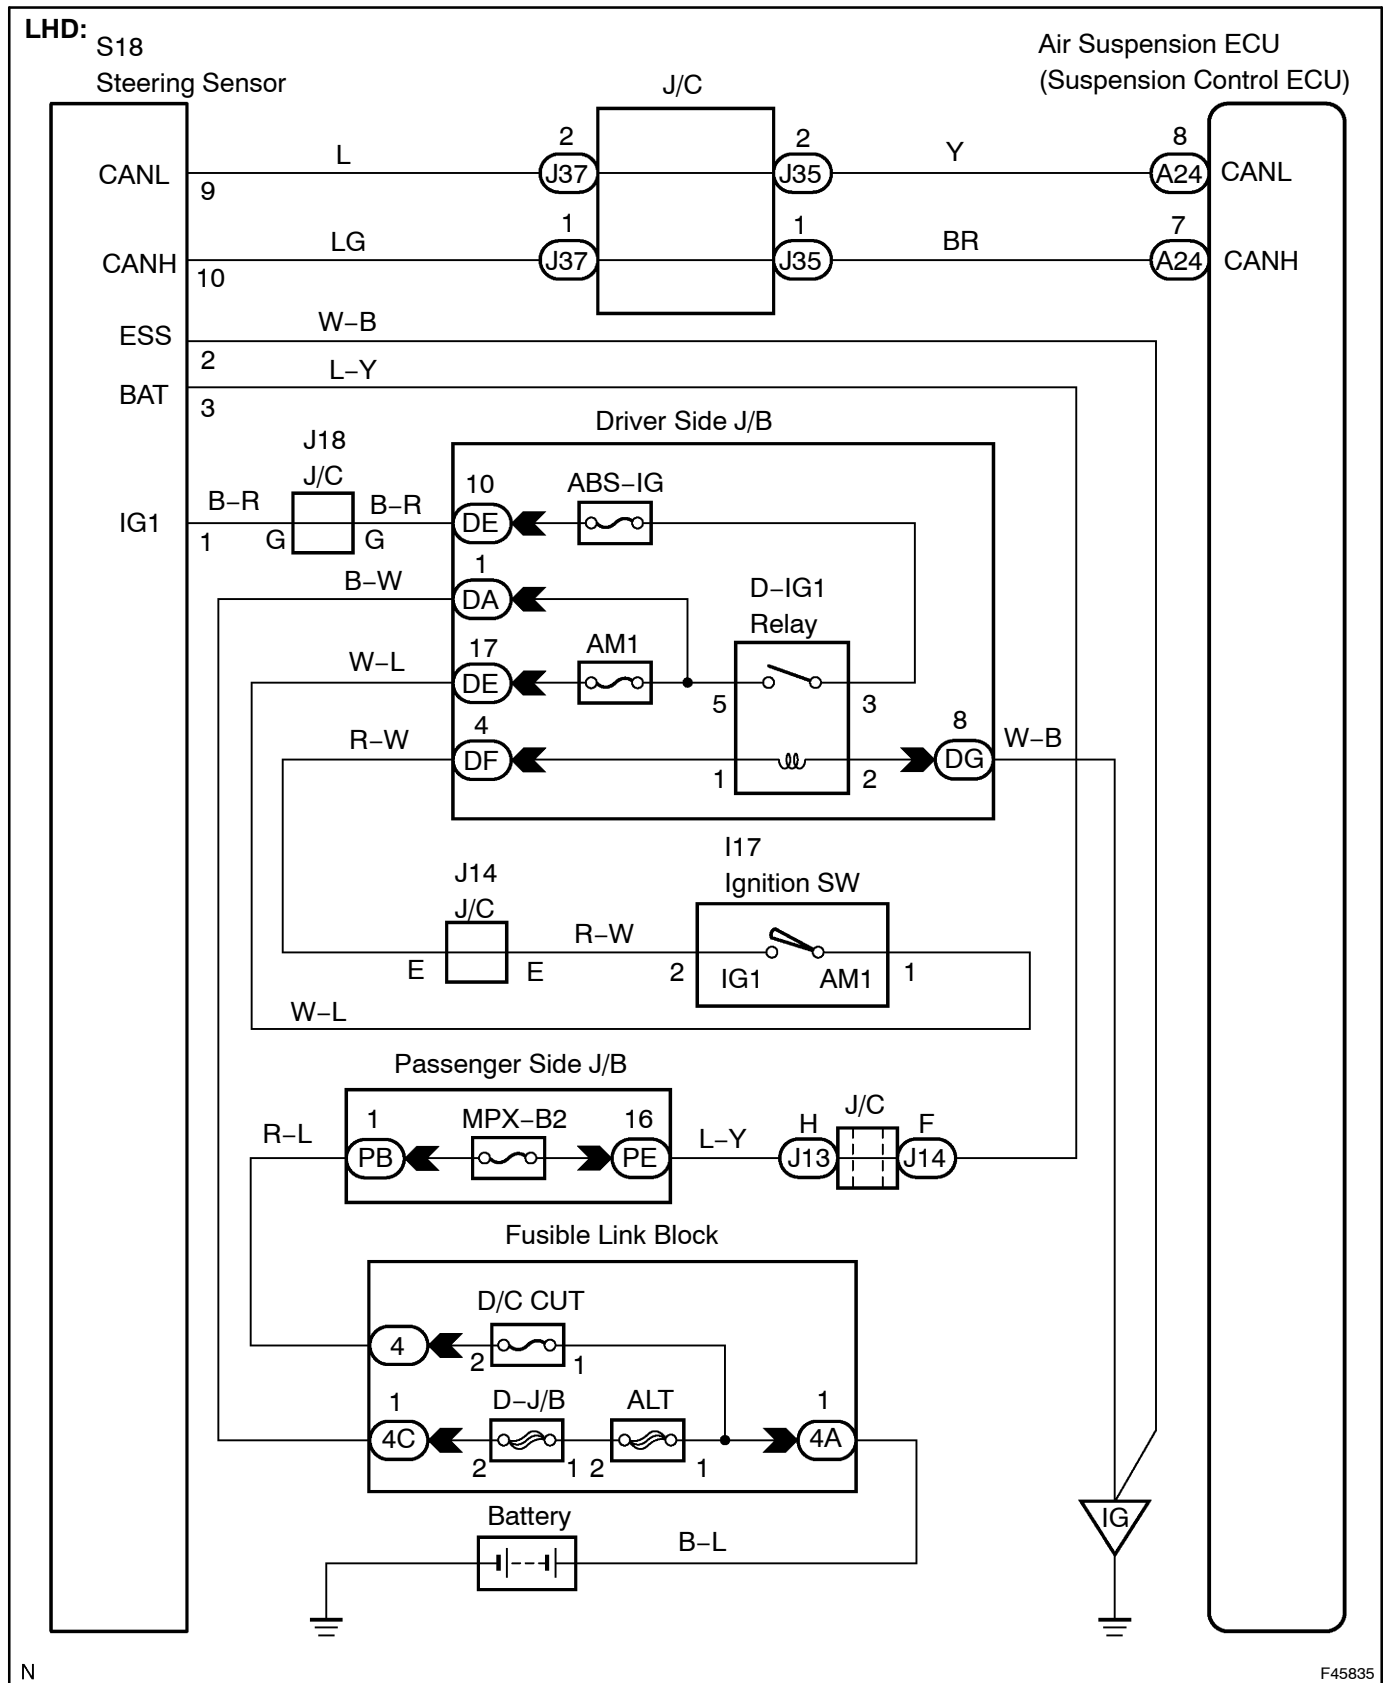 LHD:
S18
Steering Sensor
J/C
Air Suspension ECU
(Suspension Control ECU)
CANL
9
L
2
J37
2
J35
Y
8
A24
CANL
CANH
10
LG
1
J37
1
J35
BR
7
A24
CANH
ESS
2
W–B
BAT
3
L–Y
Driver Side J/B
J18
J/C
IG1
1
B–R
G
G
B–R
10
DE
ABS–IG
B–W
1
DA
D–IG1
Relay
W–L
17
DE
AM1
5
3
R–W
4
DF
1
2
8
DG
W–B
I17
Ignition SW
J14
J/C
E
E
R–W
2
IG1
AM1
1
W–L
Passenger Side J/B
R–L
1
PB
MPX–B2
16
PE
L–Y
H
J13
J/C
F
J14
Fusible Link Block
D/C CUT
4
2
1
1
4C
D–J/B
2
1
ALT
2
1
1
4A
Battery
B–L
IG
N
F45835